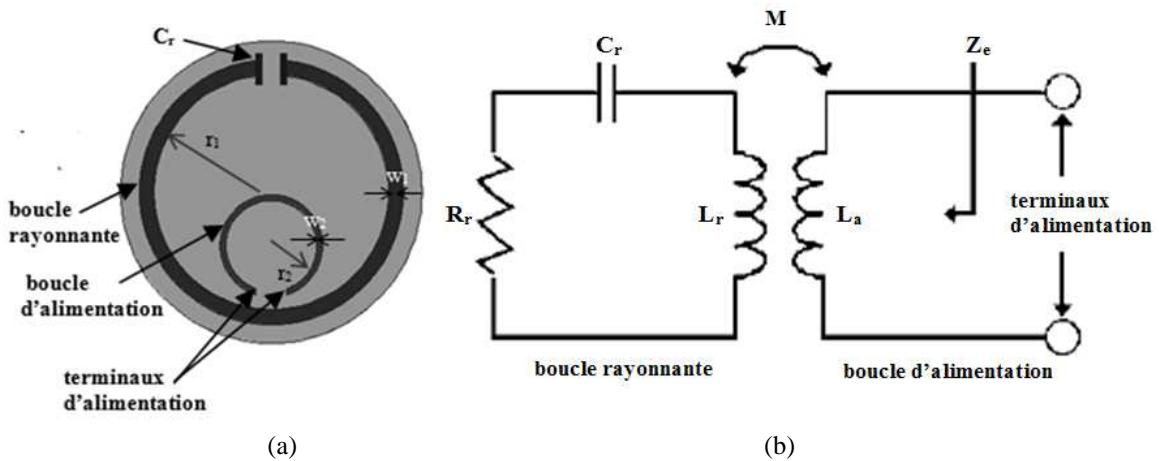 Cr
r1
w1
boucle
rayonnante
w2
r2
boucle
d'alimentation
terminaux
d'alimentation
(a)
M
Cr
Ze
Rr
Lr
La
terminaux
d'alimentation
boucle rayonnante
boucle d'alimentation
(b)